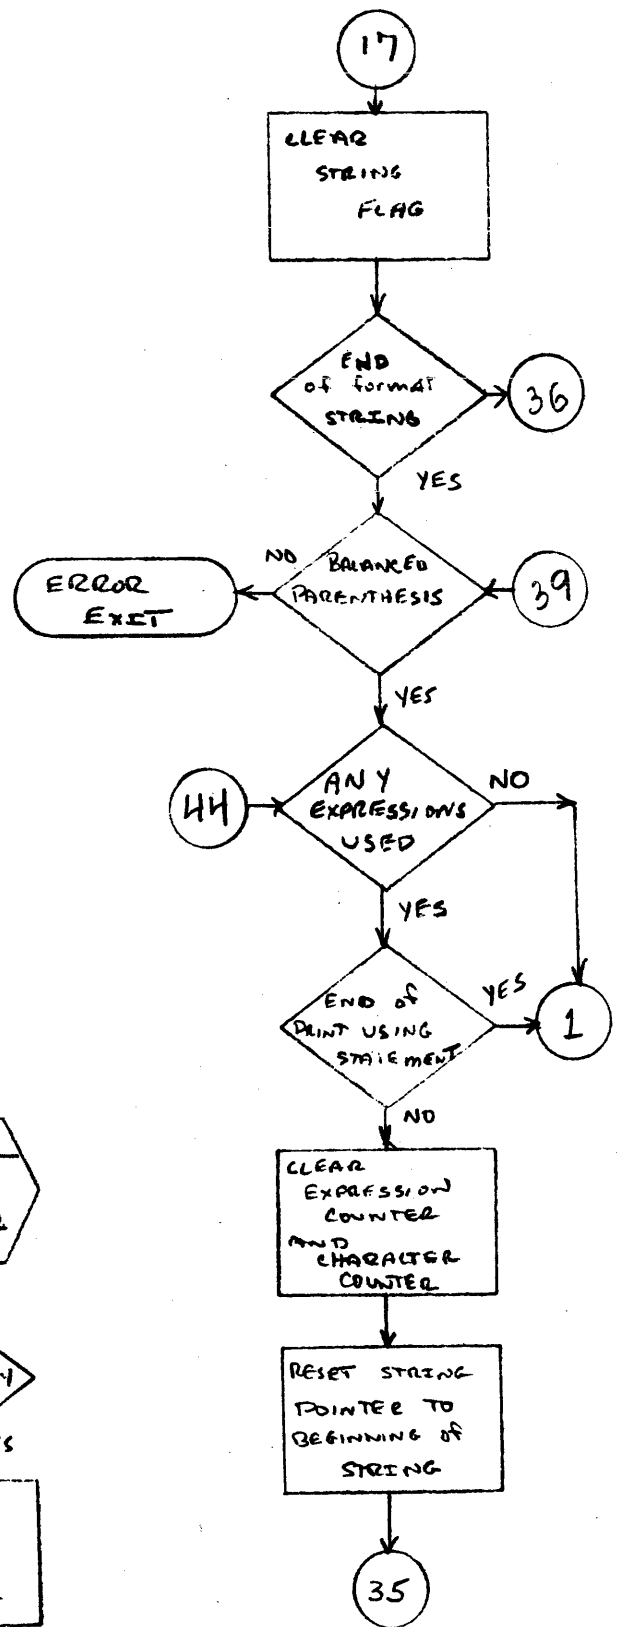 17
CLEAR
STRING
FLAG
END
of format
STRING
36
YES
NO
BALANCED
PARENTHESIS
39
ERROR
EXIT
YES
44
ANY
EXPRESSIONS
USED
NO
YES
END of
PRINT USING
STATEMENT
YES
1
NO
CLEAR
EXPRESSION
COUNTER
AND
CHARACTER
COUNTER
RESET STRING
POINTER TO
BEGINNING of
STRING
35